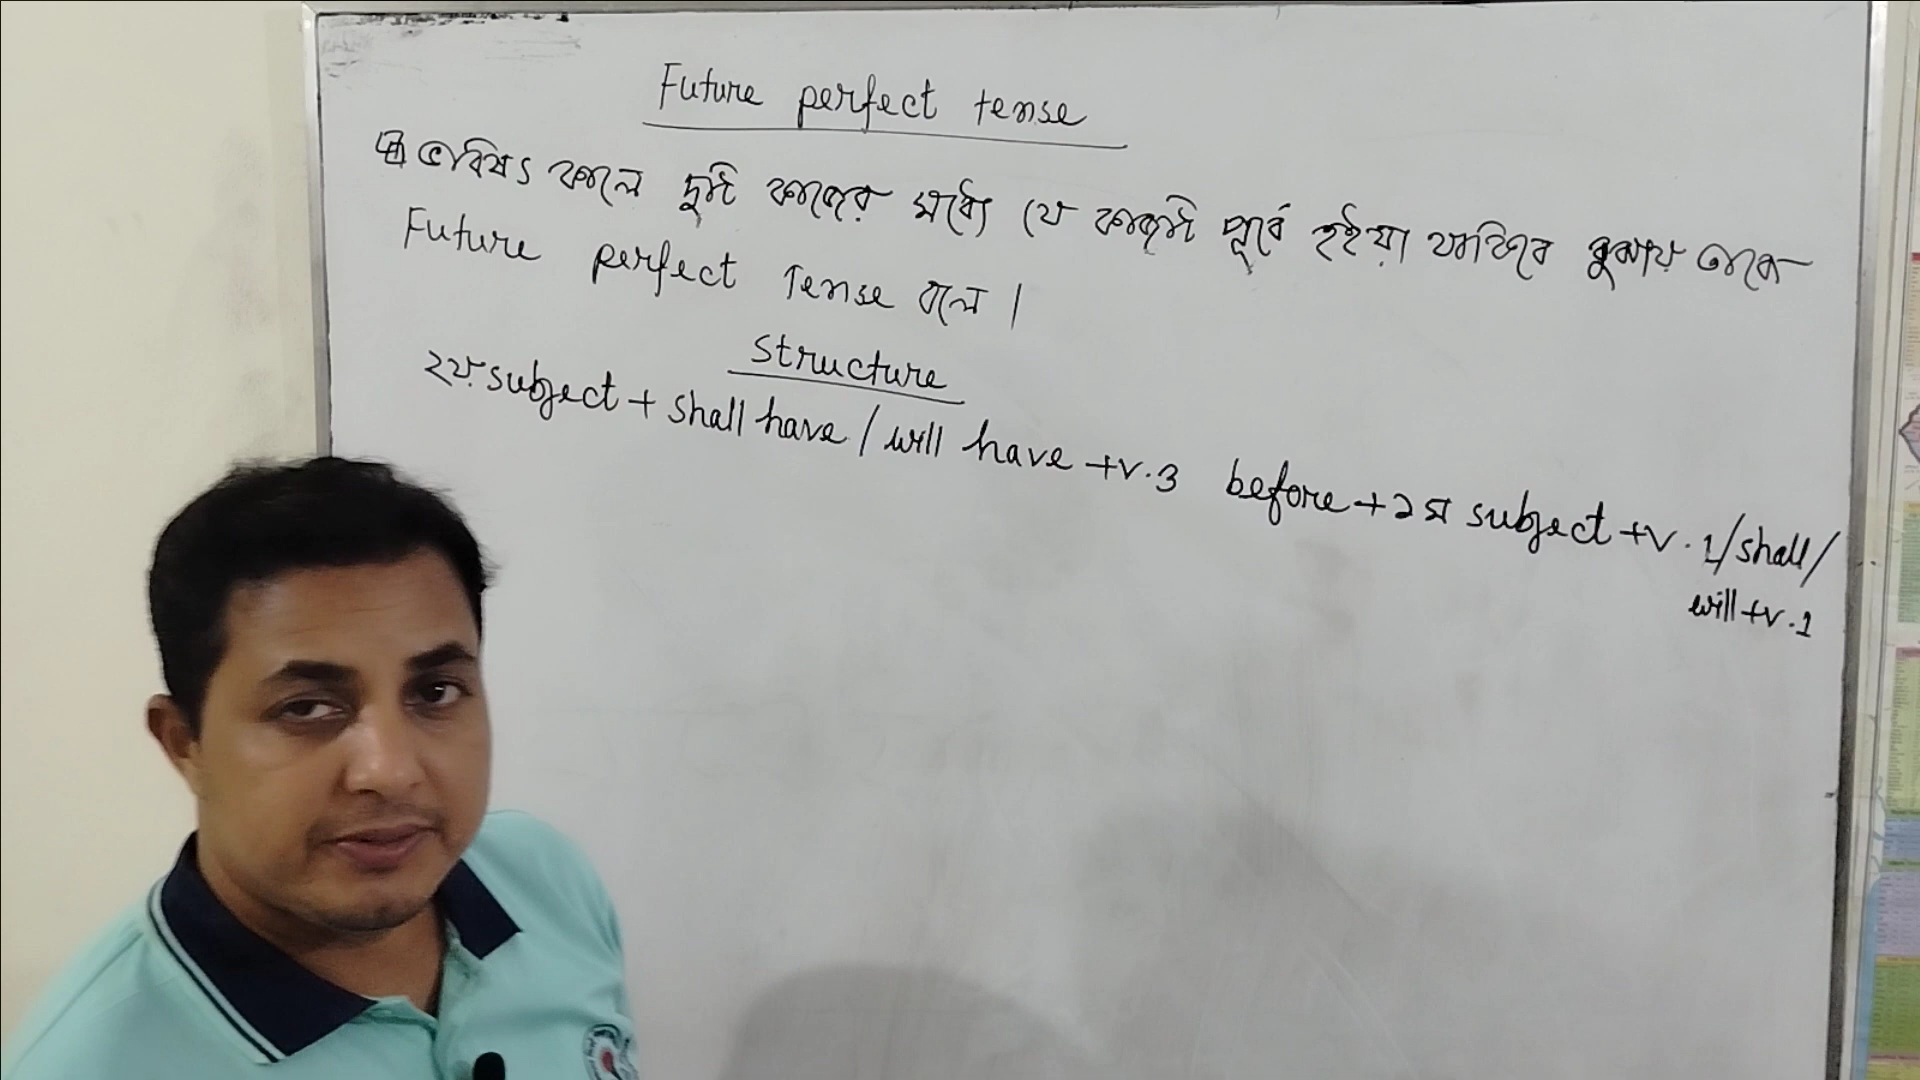 Future perfect tense
ভবিষৎ কালে দুটি কাজের মধ্যে যে কাজটি পূর্বে হইয়া থাকিবে বুঝায় তাকে
Future perfect Tense বলে।
Structure
২য় subject + shall have / will have +v.3 before + ১ম subject +v.1/shall/
will +v.1